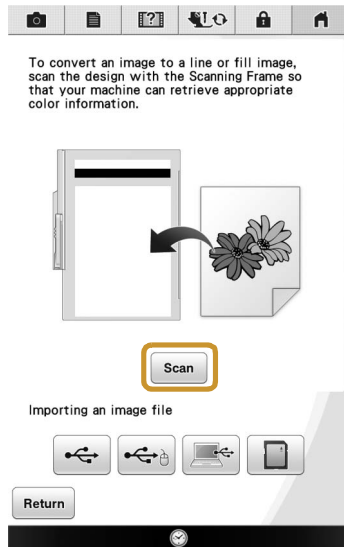 To convert an image to a line or fill image,
scan the design with the Scanning Frame so
that your machine can retrieve appropriate
color information.
Scan
Importing an image file
Return